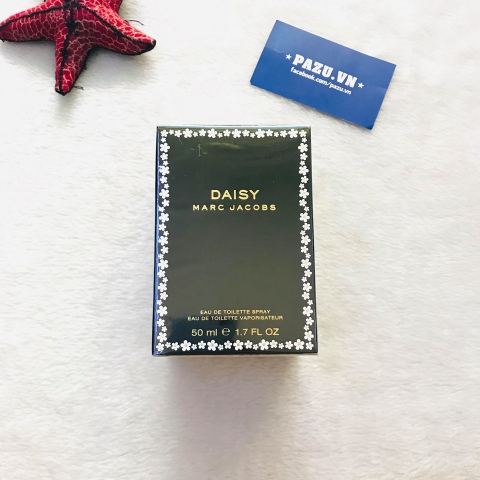 ★ PAZU.VN ★
facebook.com/pazu.vn
DAISY
MARC JACOBS
EAU DE TOILETTE SPRAY
EAU DE TOILETTE VAPORISATEUR
50 ml ℮ 1.7 FL OZ